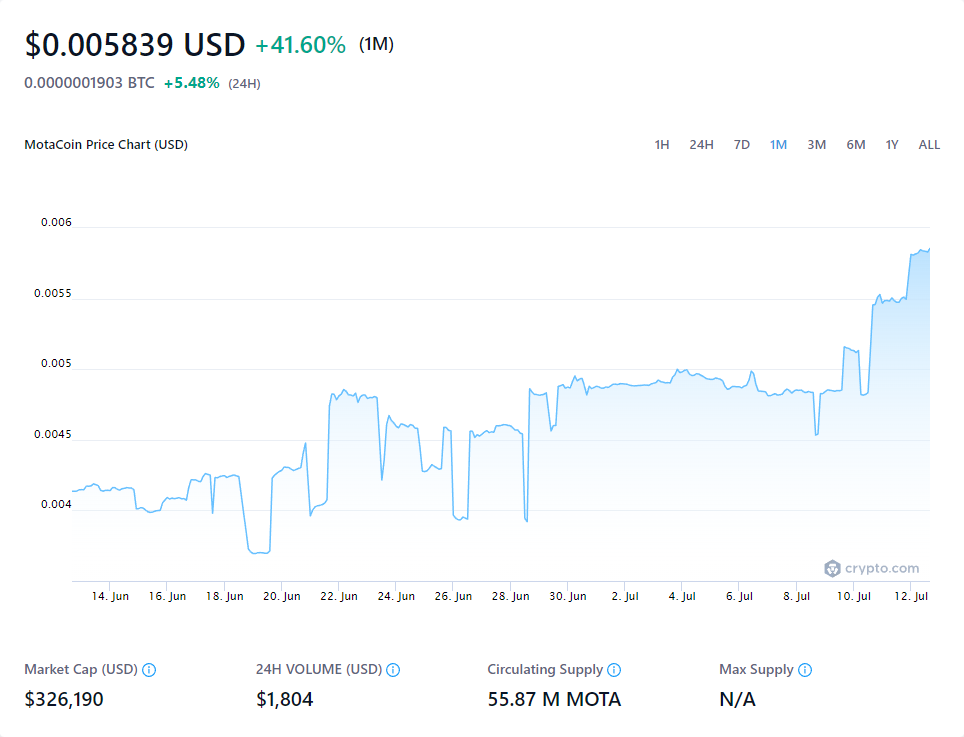 $0.005839 USD +41.60% (1M)
0.0000001903 BTC +5.48% (24H)
MotaCoin Price Chart (USD) 1H 24H 7D 1M 3M 6M 1Y ALL
0.006
0.0055
0.005
0.0045
0.004
crypto.com
14. Jun 16. Jun 18. Jun 20. Jun 22. Jun 24. Jun 26. Jun 28. Jun 30. Jun 2. Jul 4. Jul 6. Jul 8. Jul 10. Jul 12. Jul
Market Cap (USD) 24H VOLUME (USD) Circulating Supply Max Supply
$326,190 $1,804 55.87 M MOTA N/A